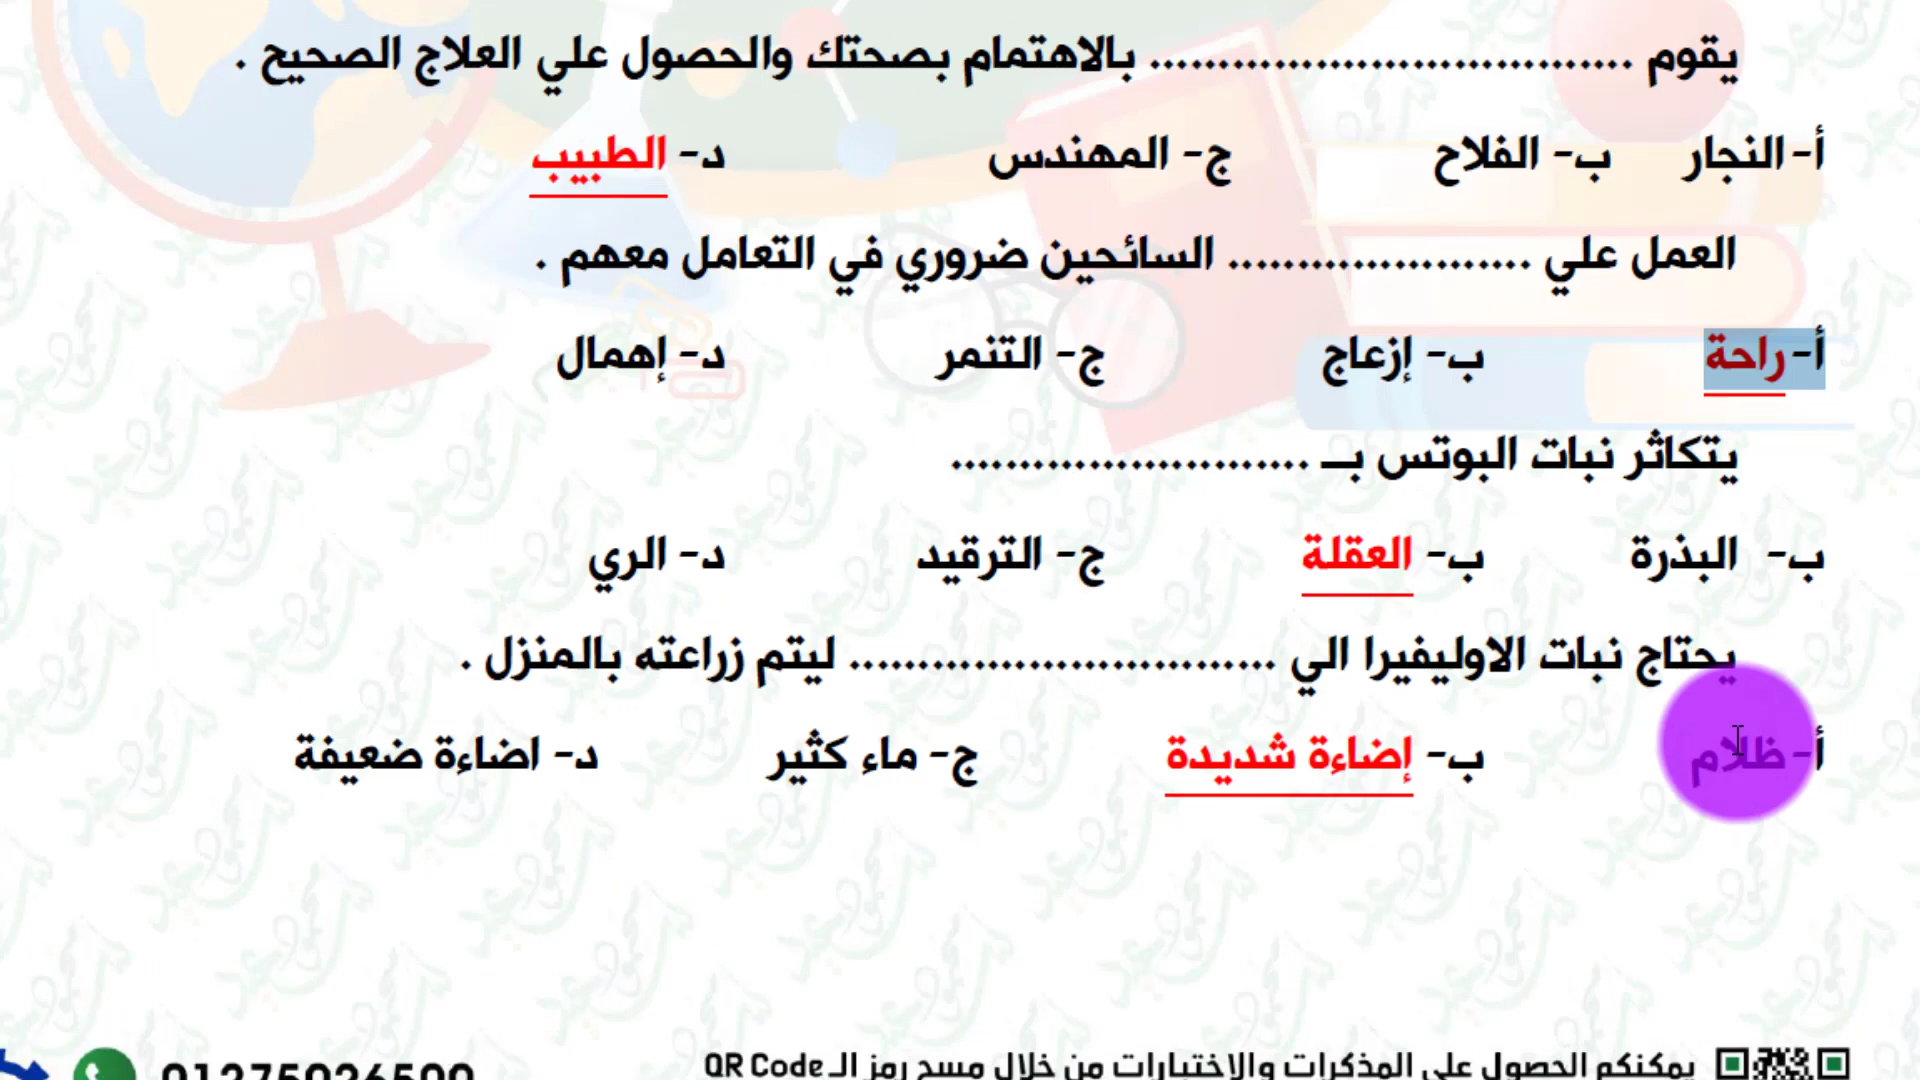 يقوم .................................. بالاهتمام بصحتك والحصول علي العلاج الصحيح .
أ- النجار ب- الفلاح ج- المهندس د- الطبيب
العمل علي ...................... السائحين ضروري في التعامل معهم .
أ- راحة ب- إزعاج ج- التنمر د- إهمال
يتكاثر نبات البوتس بـ ..........................
ب- البذرة ب- العقلة ج- الترقيد د- الري
يحتاج نبات الاوليفيرا الي ............................... ليتم زراعته بالمنزل .
أ- ظلام ب- إضاءة شديدة ج- ماء كثير د- اضاءة ضعيفة
يمكنكم الحصول على المذكرات والاختبارات من خلال مسح رمز الـ QR Code